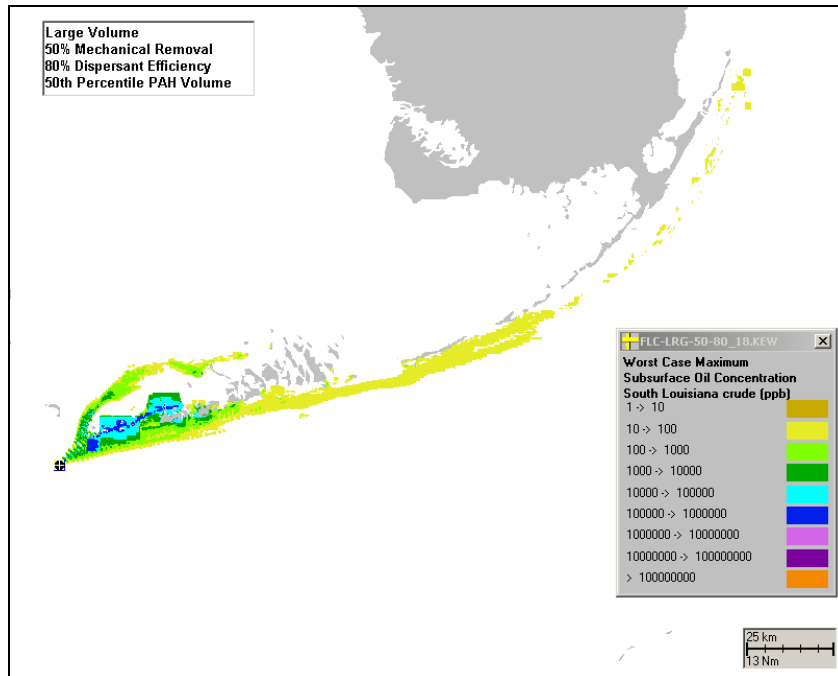 Large Volume
50% Mechanical Removal
80% Dispersant Efficiency
50th Percentile PAH Volume
FLC-LRG-50-80_18.KEW
Worst Case Maximum
Subsurface Oil Concentration
South Louisiana crude (ppb)
1 -> 10
10 -> 100
100 -> 1000
1000 -> 10000
10000 -> 100000
100000 -> 1000000
1000000 -> 10000000
10000000 -> 100000000
> 100000000
25 km
13 Nm